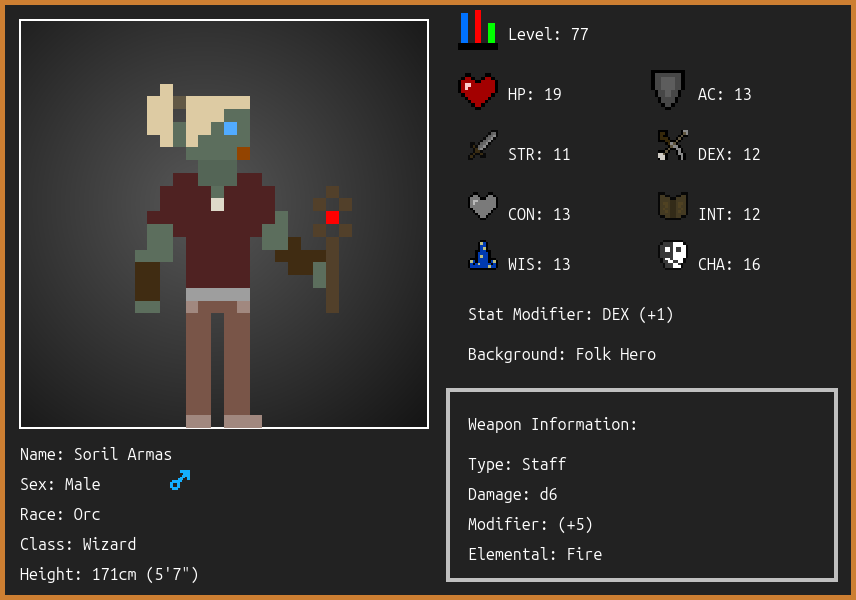 Level: 77
HP: 19
AC: 13
STR: 11
DEX: 12
CON: 13
INT: 12
WIS: 13
CHA: 16
Stat Modifier: DEX (+1)
Background: Folk Hero
Weapon Information:
Type: Staff
Damage: d6
Modifier: (+5)
Elemental: Fire
Name: Soril Armas
Sex: Male
Race: Orc
Class: Wizard
Height: 171cm (5'7")